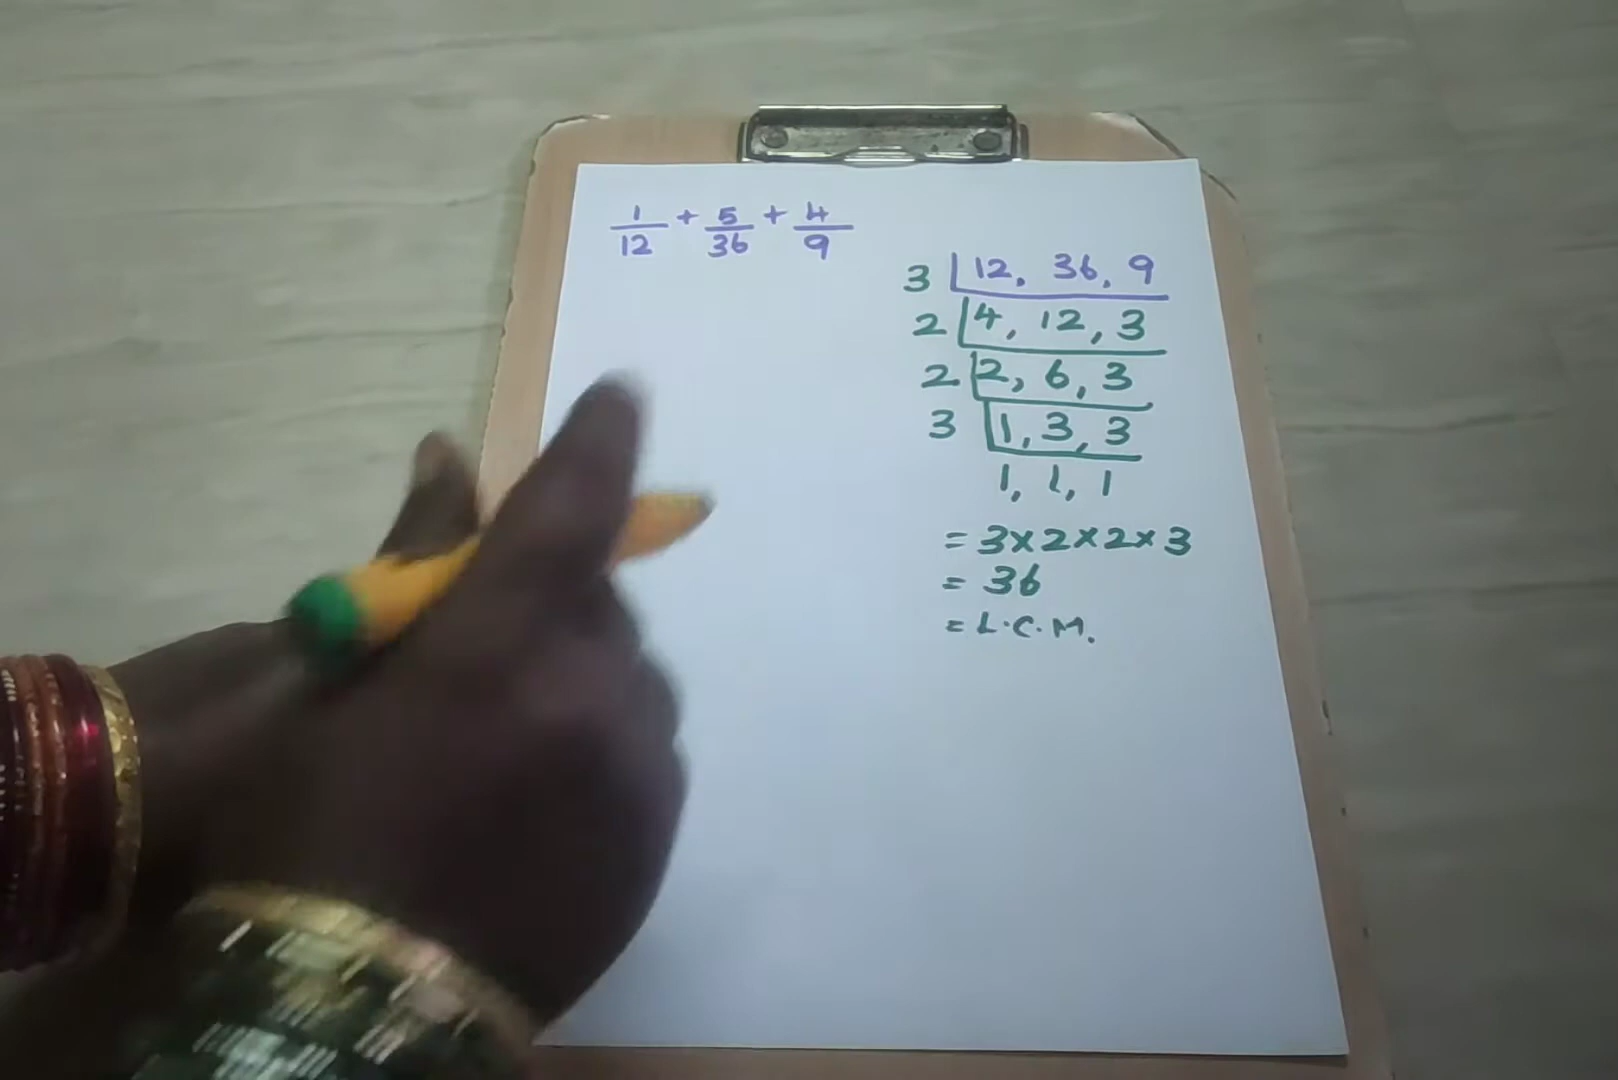 1/12 + 5/36 + 4/9
3 | 12, 36, 9
2 | 4, 12, 3
2 | 2, 6, 3
3 | 1, 3, 3
1, 1, 1
= 3×2×2×3
= 36
= L.C.M.